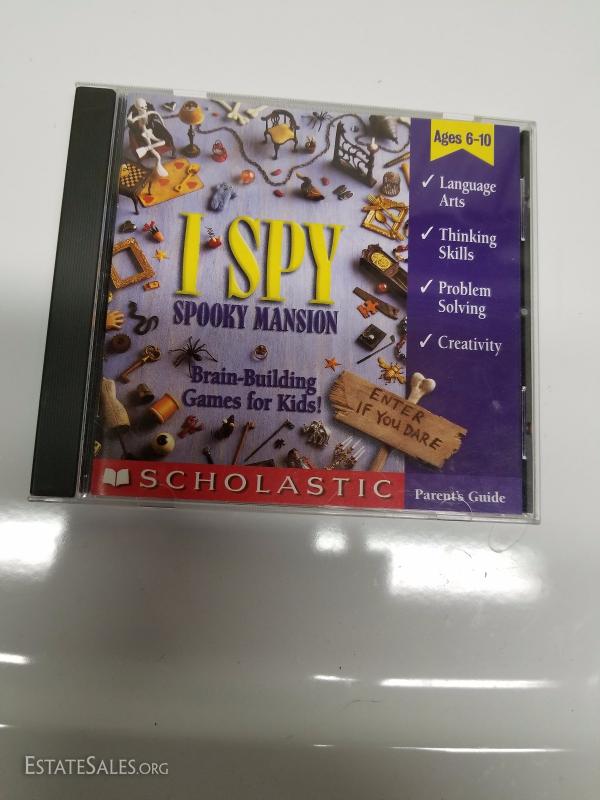 Ages 6-10
✓ Language
Arts
✓ Thinking
Skills
✓ Problem
Solving
✓ Creativity
I SPY
SPOOKY MANSION
Brain-Building
Games for Kids!
ENTER
IF YOU DARE
SCHOLASTIC
Parent's Guide
ESTATESALES.ORG